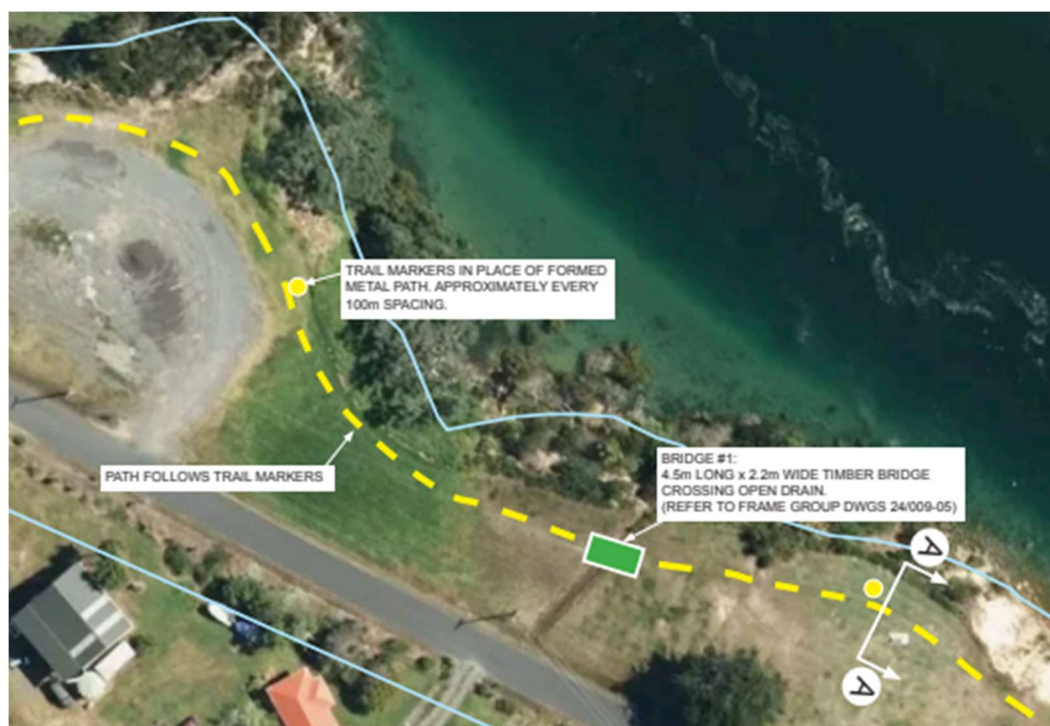 TRAIL MARKERS IN PLACE OF FORMED
METAL PATH. APPROXIMATELY EVERY
100m SPACING.
PATH FOLLOWS TRAIL MARKERS
BRIDGE #1:
4.5m LONG x 2.2m WIDE TIMBER BRIDGE
CROSSING OPEN DRAIN.
(REFER TO FRAME GROUP DWGS 24/009-05)
A
A